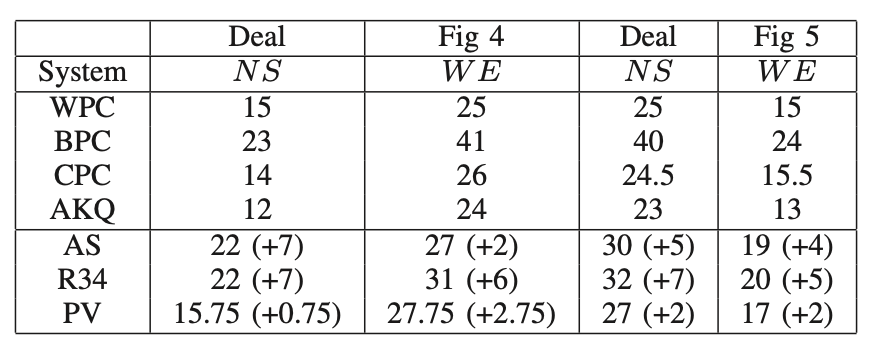 Deal Fig 4 Deal Fig 5
System NS WE NS WE
WPC 15 25 25 15
BPC 23 41 40 24
CPC 14 26 24.5 15.5
AKQ 12 24 23 13
AS 22 (+7) 27 (+2) 30 (+5) 19 (+4)
R34 22 (+7) 31 (+6) 32 (+7) 20 (+5)
PV 15.75 (+0.75) 27.75 (+2.75) 27 (+2) 17 (+2)